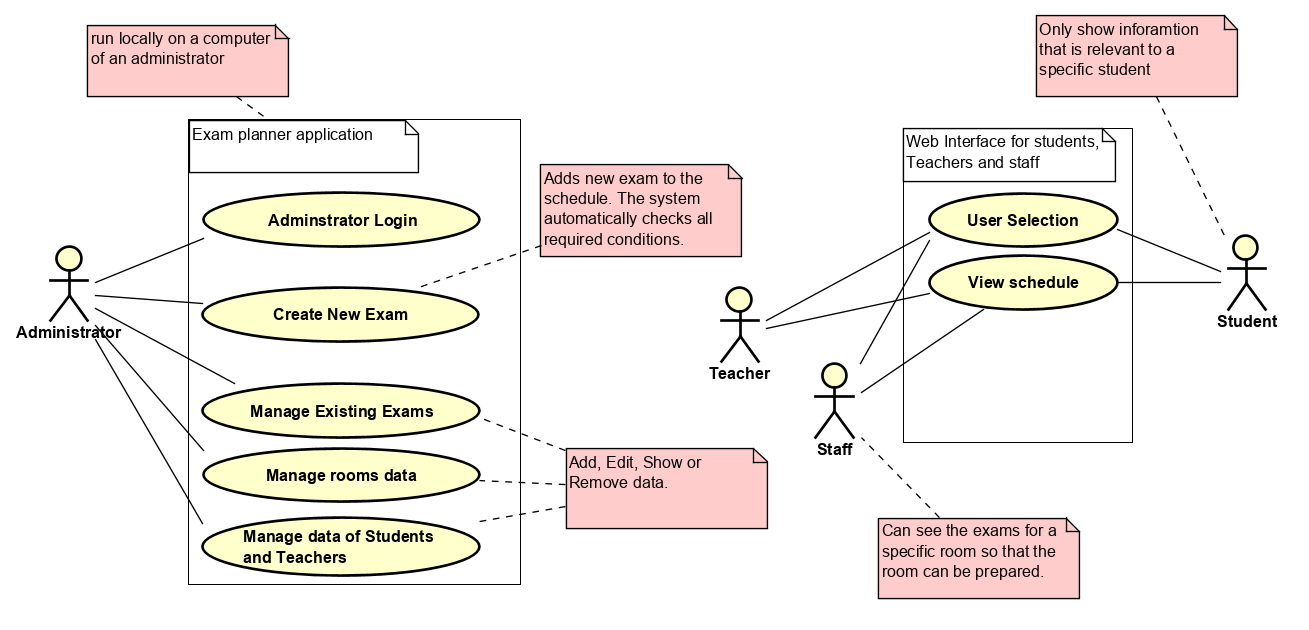 run locally on a computer
of an administrator
Exam planner application
Adminstrator Login
Create New Exam
Manage Existing Exams
Manage rooms data
Manage data of Students
and Teachers
Administrator
Adds new exam to the
schedule. The system
automatically checks all
required conditions.
Add, Edit, Show or
Remove data.
Only show inforamtion
that is relevant to a
specific student
Web Interface for students,
Teachers and staff
User Selection
View schedule
Teacher
Staff
Student
Can see the exams for a
specific room so that the
room can be prepared.